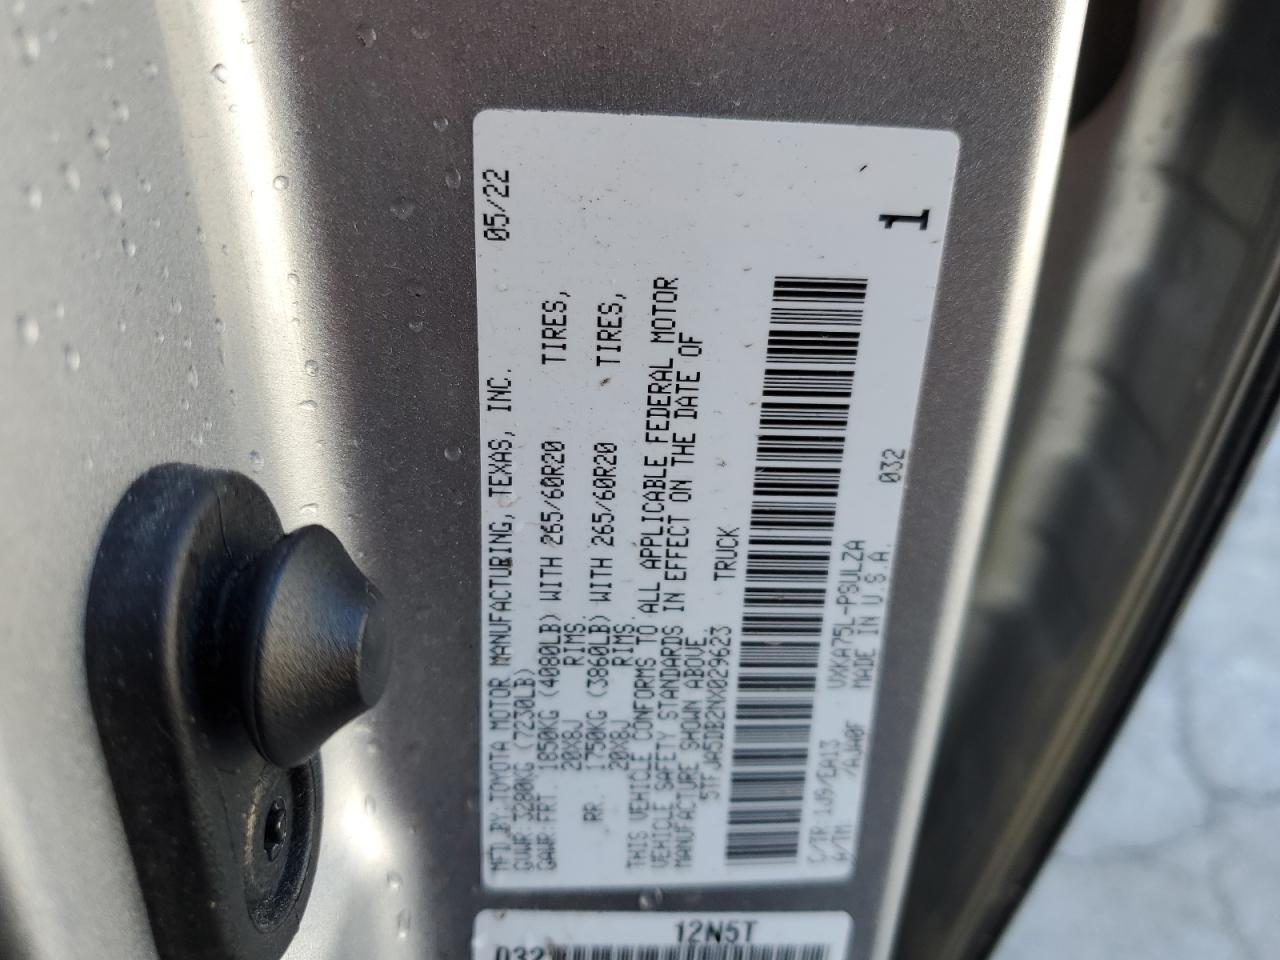 MFD BY:TOYOTA MOTOR MANUFACTURING, TEXAS, INC. 05/22
GVWR:3280KG (7230LB)
GAWR:FRT. 1850KG (4080LB) WITH 265/60R20 TIRES,
20X8J RIMS.
RR. 1750KG (3860LB) WITH 265/60R20 TIRES,
20X8J RIMS.
THIS VEHICLE CONFORMS TO ALL APPLICABLE FEDERAL MOTOR
VEHICLE SAFETY STANDARDS IN EFFECT ON THE DATE OF
MANUFACTURE SHOWN ABOVE.
5TFJA5DB2NX029623 TRUCK
C/TR:1J9/EA13 VXKA75L-PSULZA 032
A/TM: /AJA0F MADE IN U.S.A.
1
12N5T
032